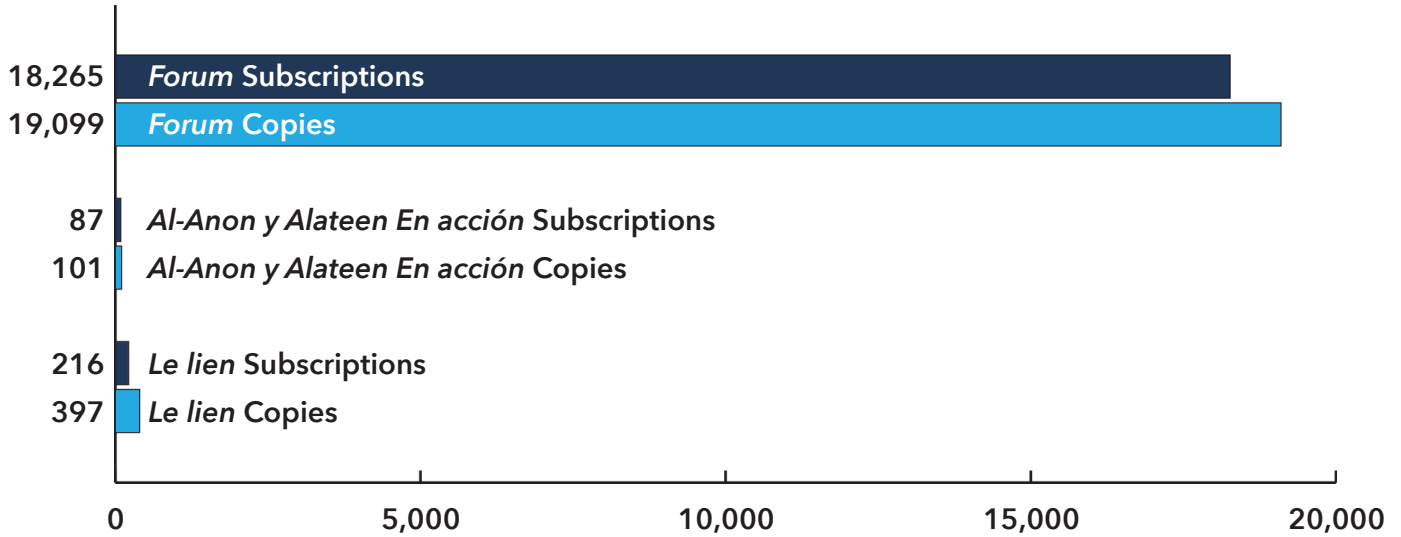 18,265 Forum Subscriptions
19,099 Forum Copies
87 Al-Anon y Alateen En acción Subscriptions
101 Al-Anon y Alateen En acción Copies
216 Le lien Subscriptions
397 Le lien Copies
0 5,000 10,000 15,000 20,000